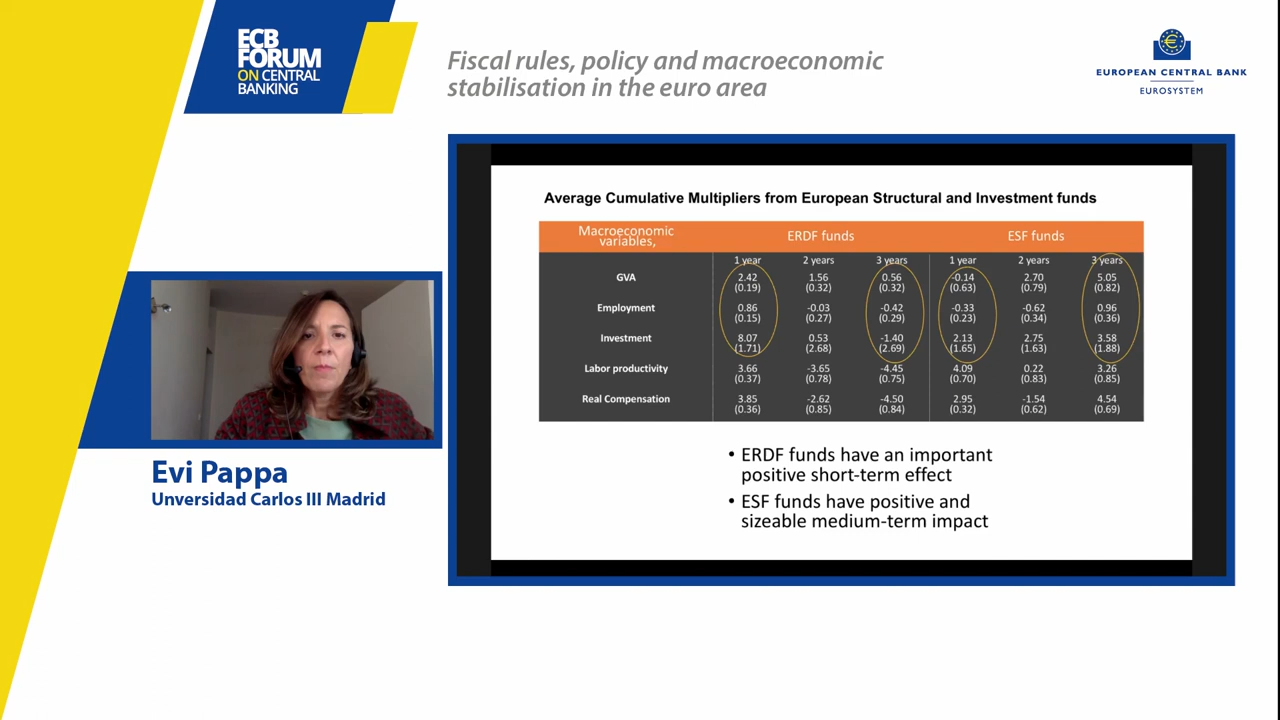 ECB
FORUM
ON CENTRAL
BANKING
Fiscal rules, policy and macroeconomic
stabilisation in the euro area
EUROPEAN CENTRAL BANK
EUROSYSTEM
Average Cumulative Multipliers from European Structural and Investment funds
Macroeconomic variables, ERDF funds ESF funds
1 year 2 years 3 years 1 year 2 years 3 years
GVA 2.42 1.56 0.56 -0.14 2.70 5.05
(0.19) (0.32) (0.32) (0.63) (0.79) (0.82)
Employment 0.86 -0.03 -0.42 -0.33 -0.62 0.96
(0.15) (0.27) (0.29) (0.23) (0.34) (0.36)
Investment 8.07 0.53 -1.40 2.13 2.75 3.58
(1.71) (2.68) (2.69) (1.65) (1.63) (1.88)
Labor productivity 3.66 -3.65 -4.45 4.09 0.22 3.26
(0.37) (0.78) (0.75) (0.70) (0.83) (0.85)
Real Compensation 3.85 -2.62 -4.50 2.95 -1.54 4.54
(0.36) (0.85) (0.84) (0.32) (0.62) (0.69)
• ERDF funds have an important
positive short-term effect
• ESF funds have positive and
sizeable medium-term impact
Evi Pappa
Unversidad Carlos III Madrid